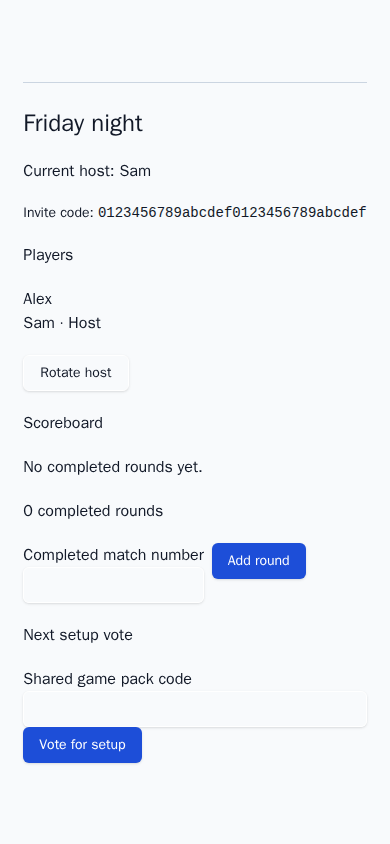 Friday night
Current host: Sam
Invite code: 0123456789abcdef0123456789abcdef
Players
Alex
Sam · Host
Rotate host
Scoreboard
No completed rounds yet.
0 completed rounds
Completed match number
Add round
Next setup vote
Shared game pack code
Vote for setup